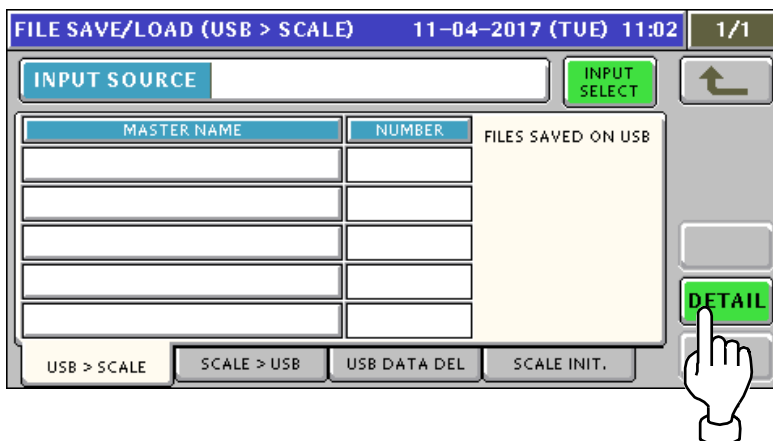 FILE SAVE/LOAD (USB > SCALE) 11-04-2017 (TUE) 11:02 1/1
INPUT SOURCE
INPUT
SELECT
MASTER NAME NUMBER FILES SAVED ON USB
DETAIL
USB > SCALE SCALE > USB USB DATA DEL SCALE INIT.